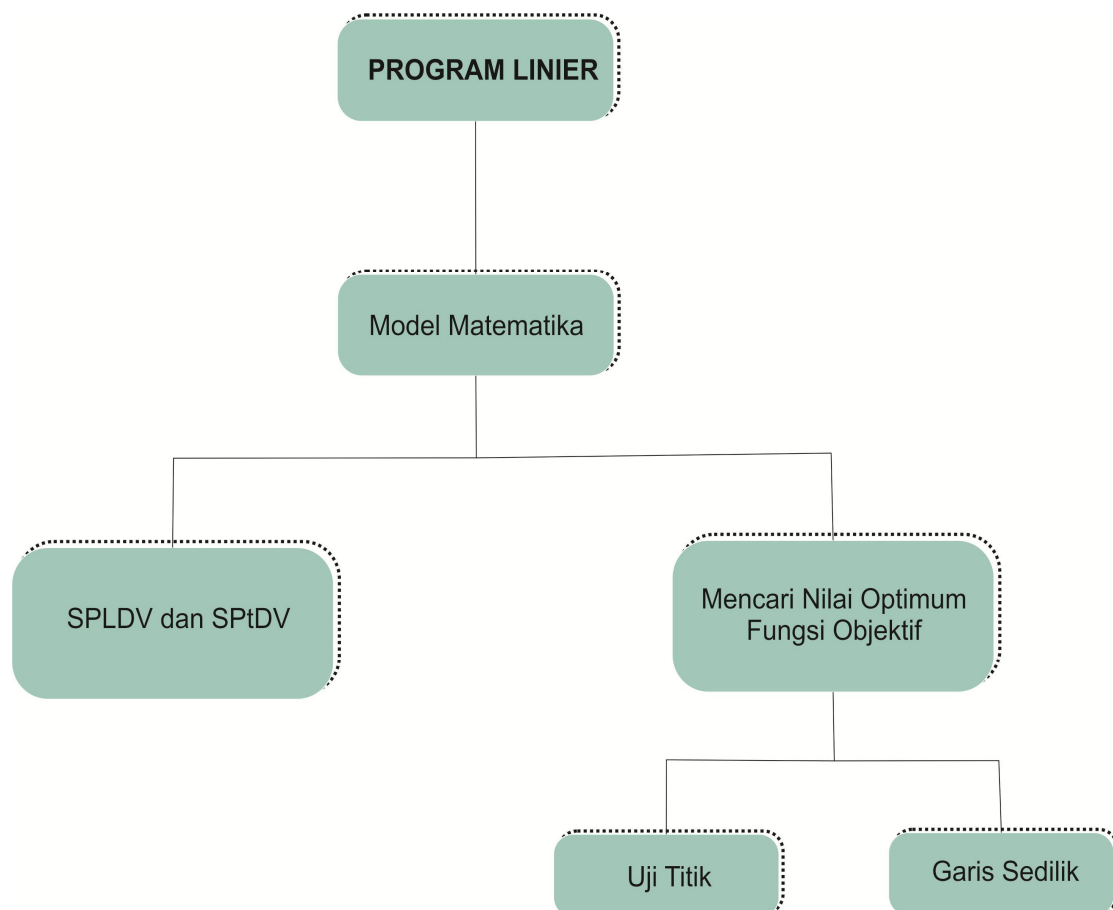 PROGRAM LINIER
Model Matematika
SPLDV dan SPtDV
Mencari Nilai Optimum
Fungsi Objektif
Uji Titik
Garis Sedilik